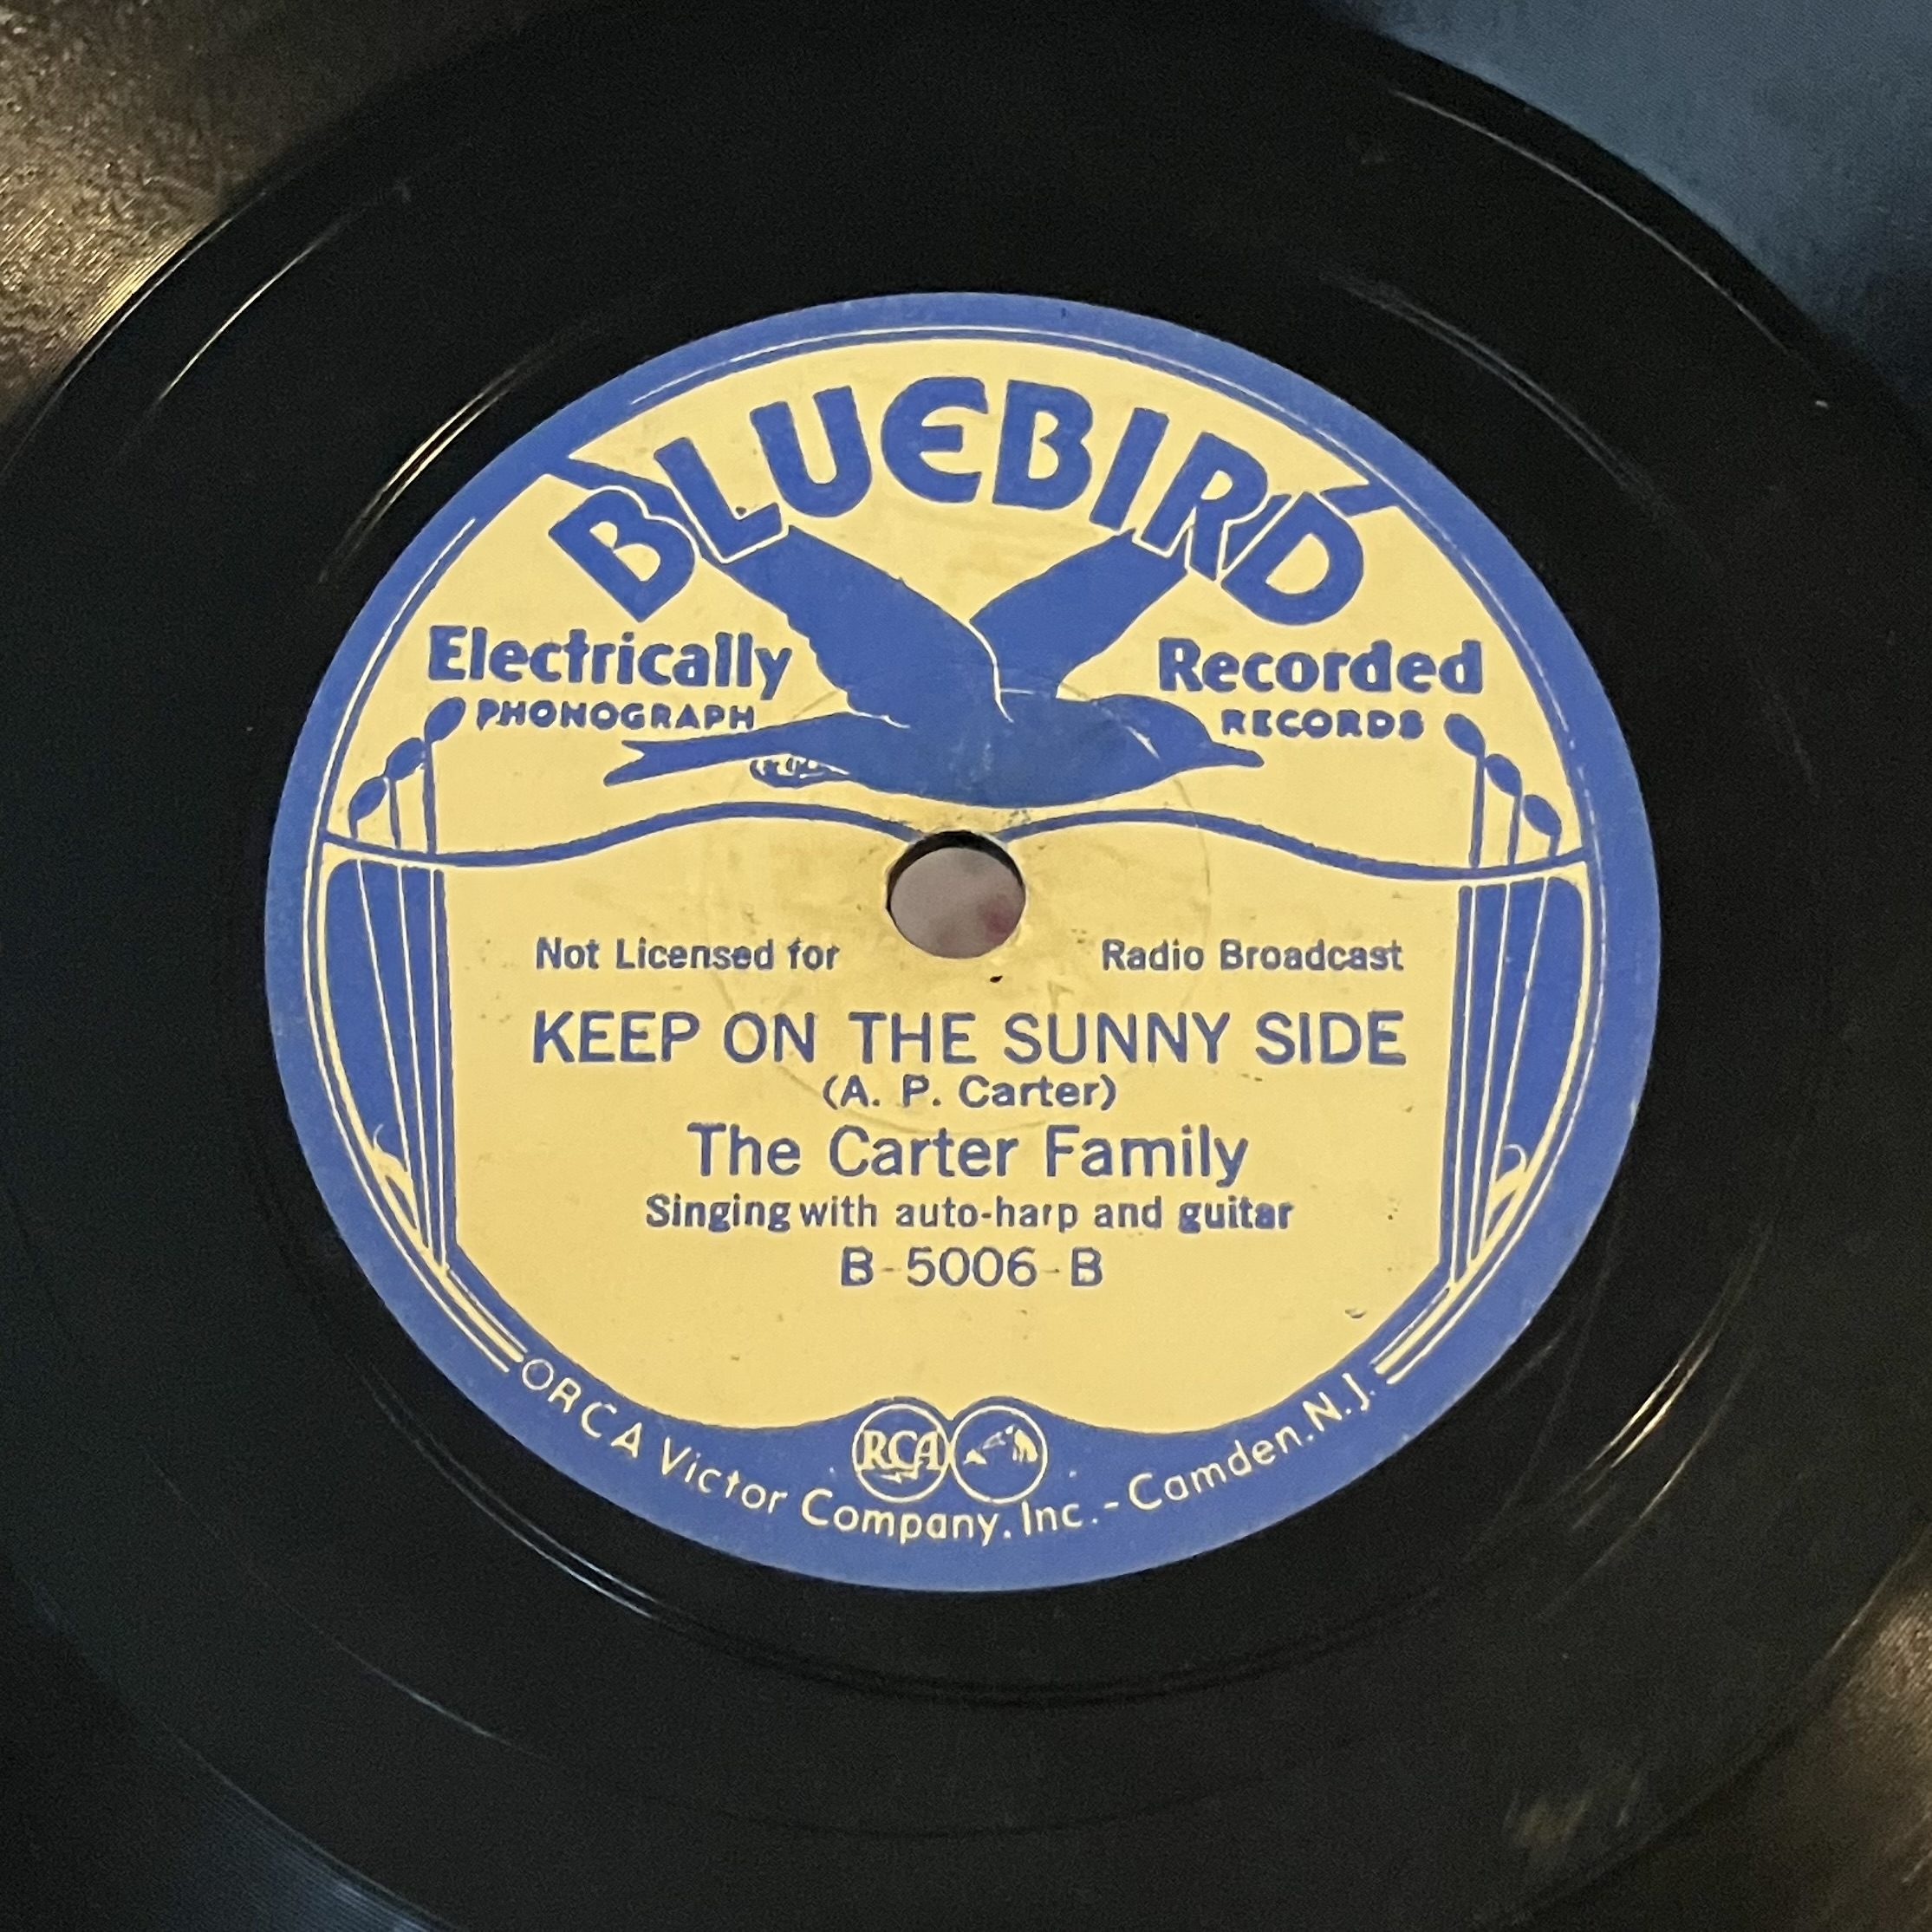 BLUEBIRD
Electrically Recorded
PHONOGRAPH RECORDS
Not Licensed for Radio Broadcast
KEEP ON THE SUNNY SIDE
(A. P. Carter)
The Carter Family
Singing with auto-harp and guitar
B-5006-B
RCA
RCA Victor Company, Inc. - Camden, N. J.